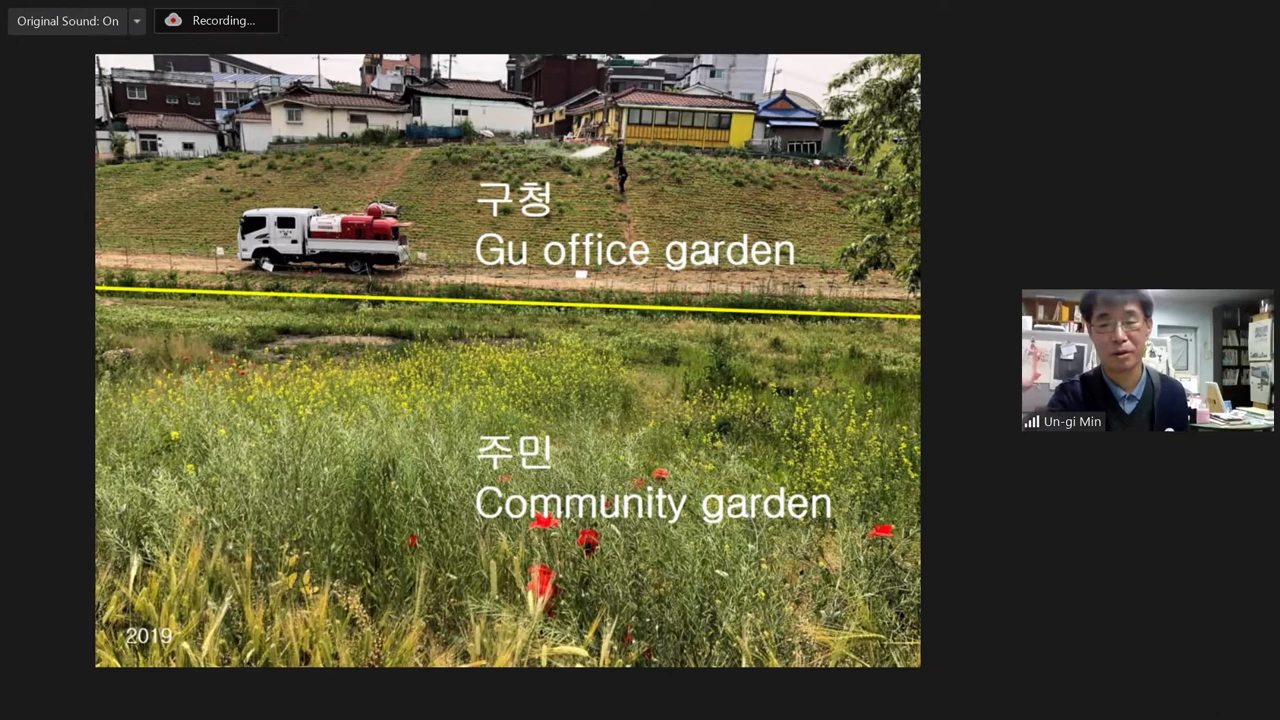 Original Sound: On
Recording...
구청
Gu office garden
주민
Community garden
2019
Un-gi Min